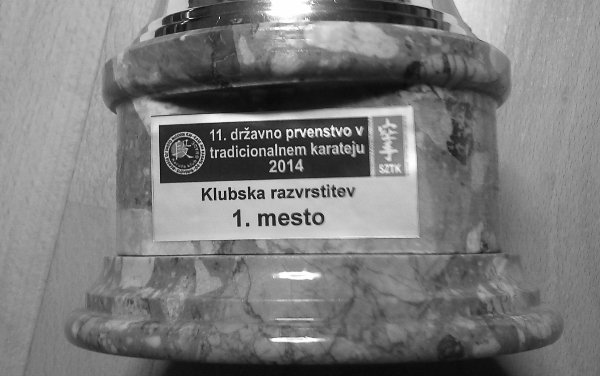 11. državno prvenstvo v
tradicionalnem karateju
2014
SZTK
Klubska razvrstitev
1. mesto